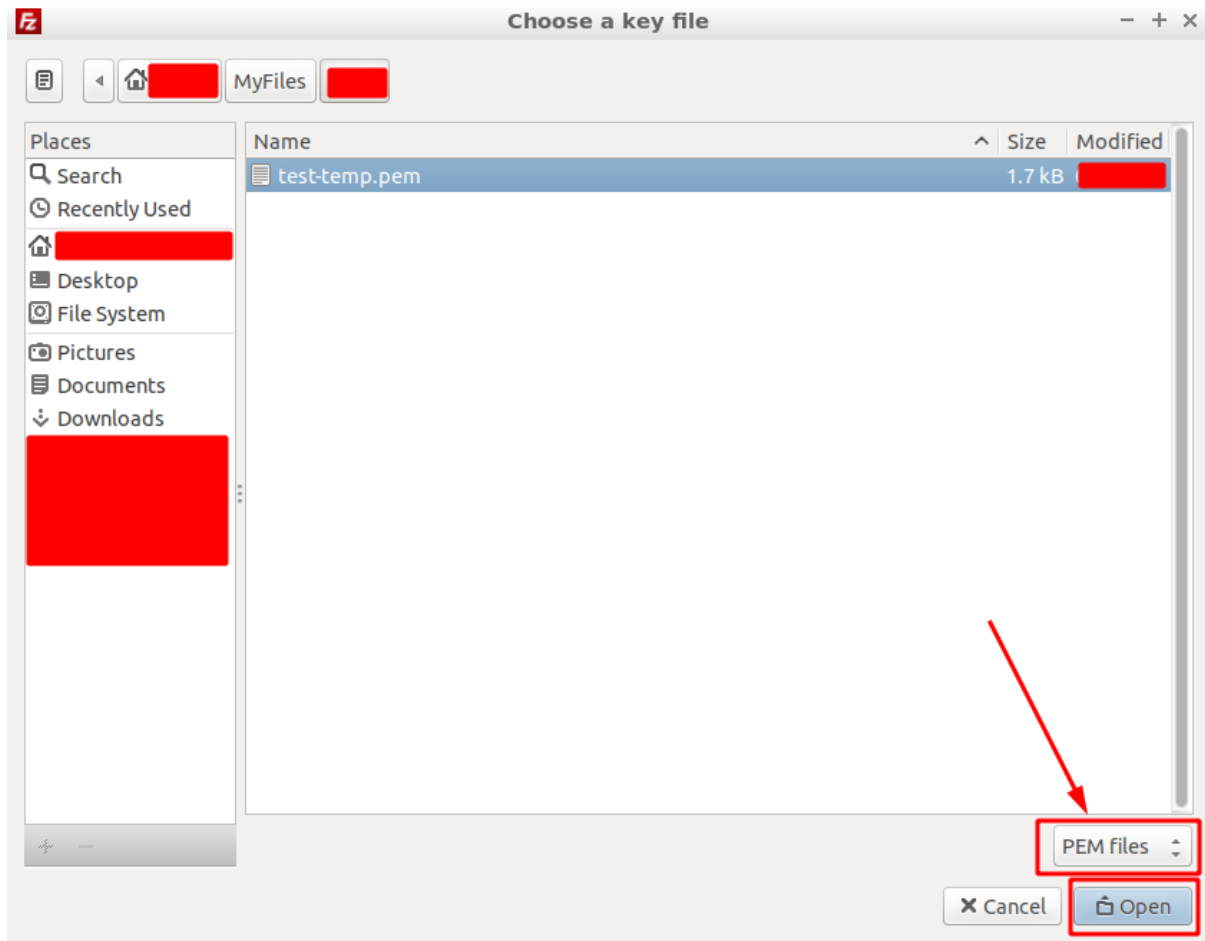 Fz Choose a key file
MyFiles
Places
Name Size Modified
Search
test-temp.pem 1.7 kB
Recently Used
Desktop
File System
Pictures
Documents
Downloads
PEM files
Cancel Open